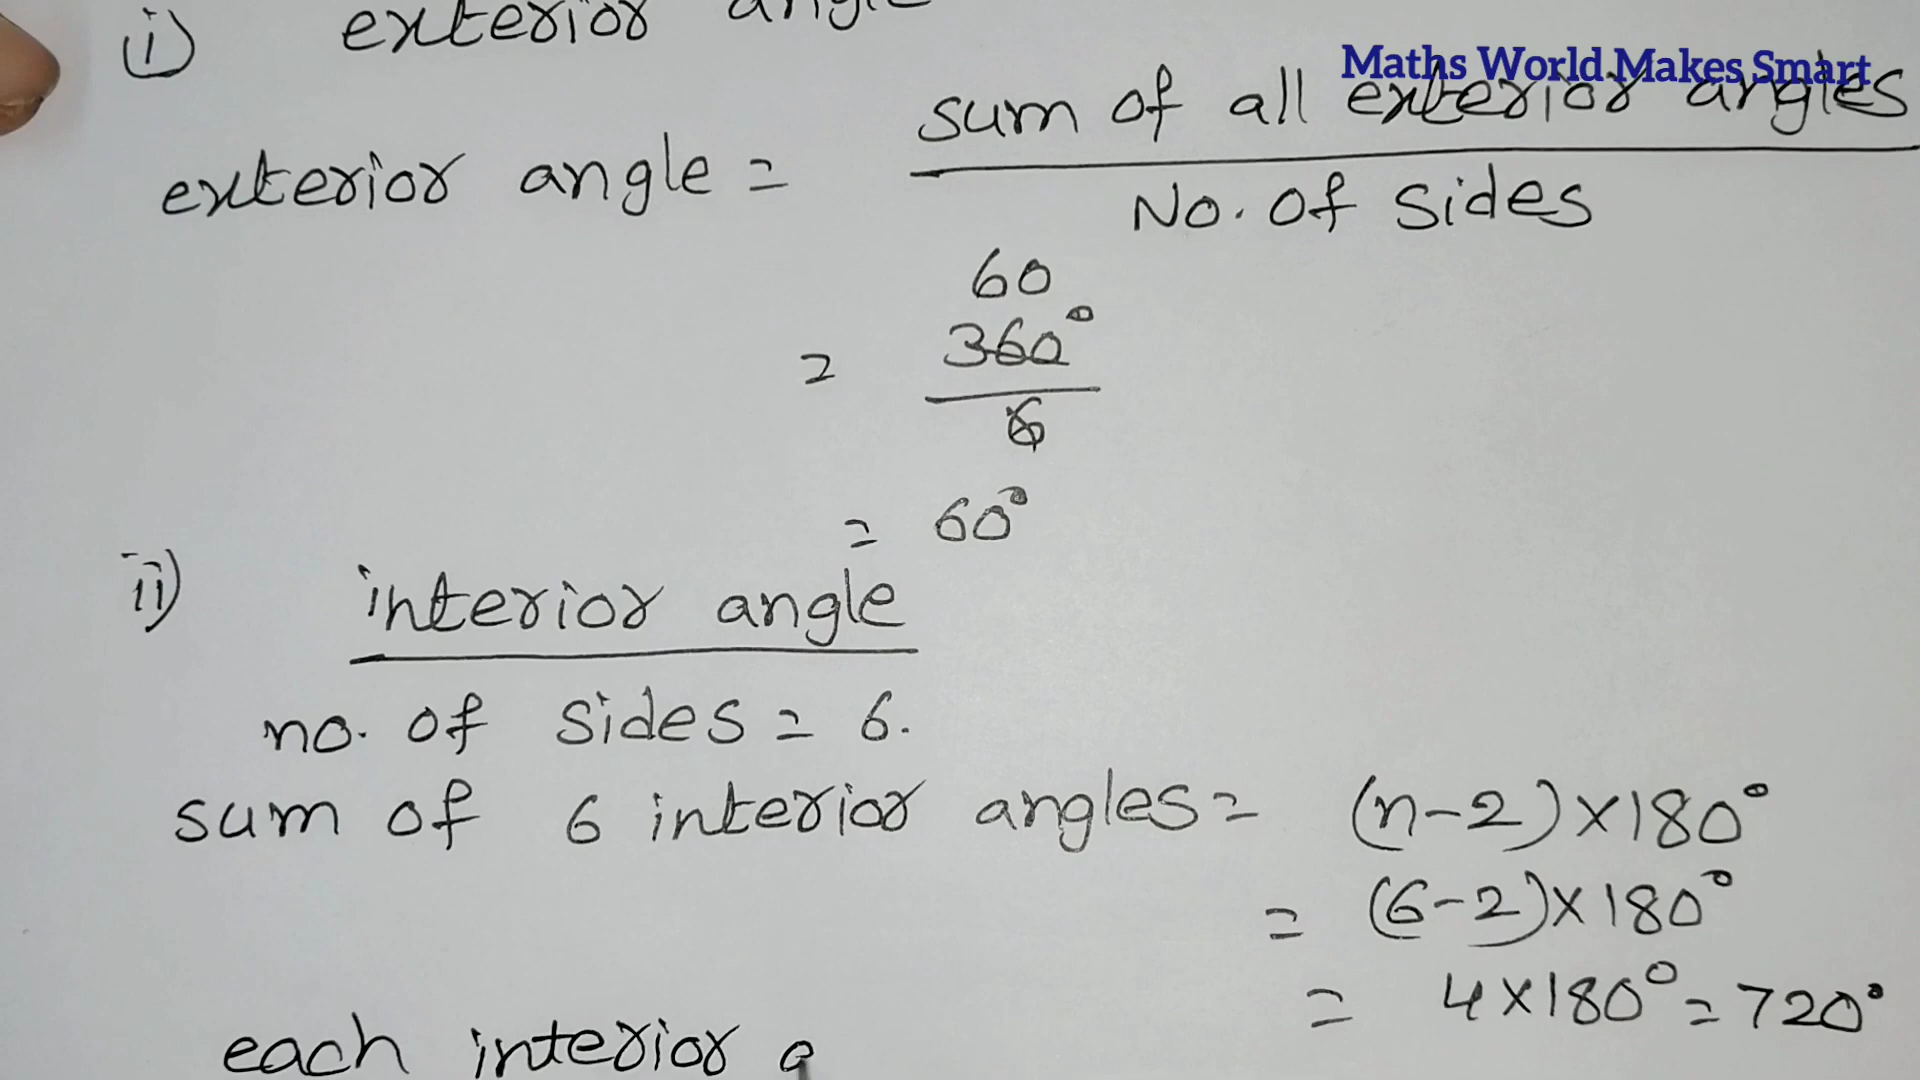 i) exterior angle
Maths World Makes Smart
exterior angle = sum of all exterior angles
No. of sides
60
= 360°
6
= 60°
ii) interior angle
no. of sides = 6.
sum of 6 interior angles = (n-2)×180°
= (6-2)×180°
= 4×180° = 720°
each interior a